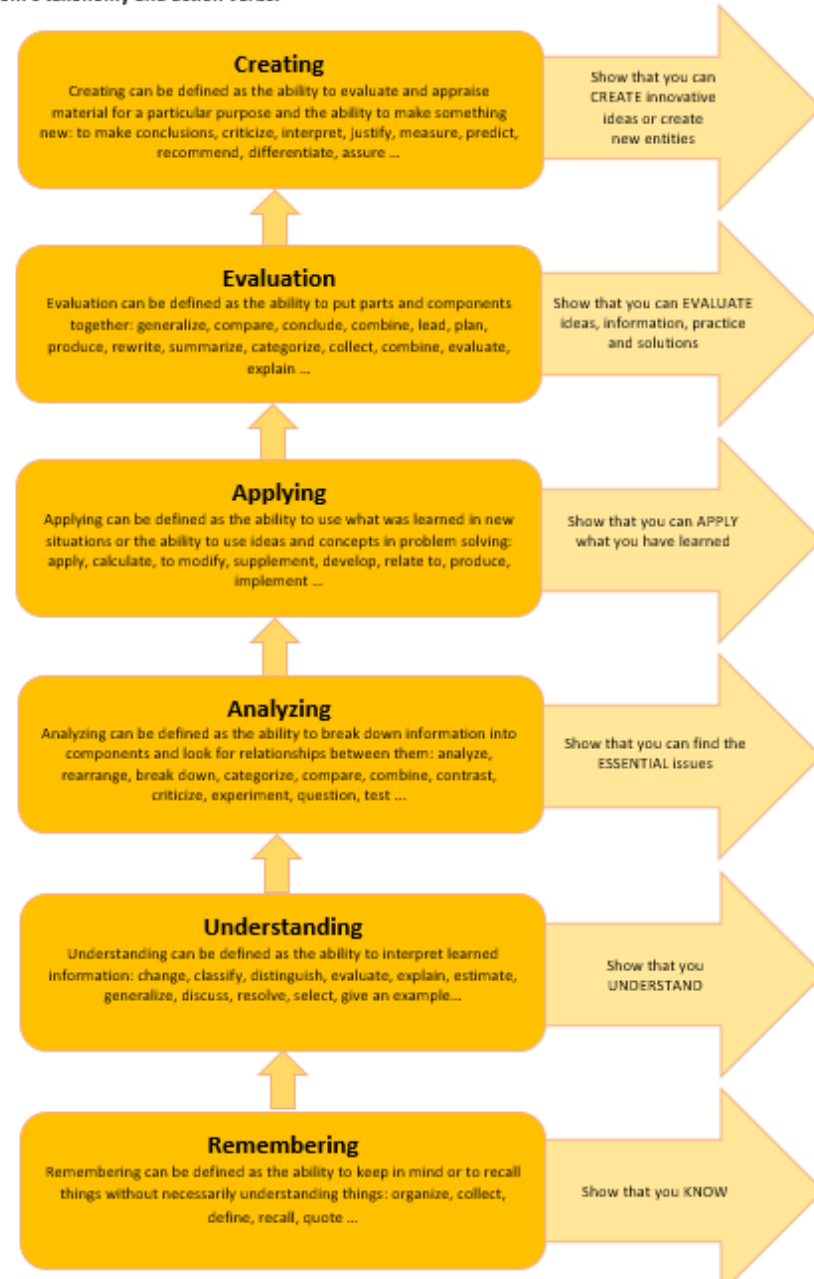 taxonomy and action verbs.
Creating
Creating can be defined as the ability to evaluate and appraise
material for a particular purpose and the ability to make something
new: to make conclusions, criticize, interpret, justify, measure, predict,
recommend, differentiate, assure ...
Show that you can
CREATE innovative
ideas or create
new entities
Evaluation
Evaluation can be defined as the ability to put parts and components
together: generalize, compare, conclude, combine, lead, plan,
produce, rewrite, summarize, categorize, collect, combine, evaluate,
explain ...
Show that you can EVALUATE
ideas, information, practice
and solutions
Applying
Applying can be defined as the ability to use what was learned in new
situations or the ability to use ideas and concepts in problem solving:
apply, calculate, to modify, supplement, develop, relate to, produce,
implement ...
Show that you can APPLY
what you have learned
Analyzing
Analyzing can be defined as the ability to break down information into
components and look for relationships between them: analyze,
rearrange, break down, categorize, compare, combine, contrast,
criticize, experiment, question, test ...
Show that you can find the
ESSENTIAL issues
Understanding
Understanding can be defined as the ability to interpret learned
information: change, classify, distinguish, evaluate, explain, estimate,
generalize, discuss, resolve, select, give an example...
Show that you
UNDERSTAND
Remembering
Remembering can be defined as the ability to keep in mind or to recall
things without necessarily understanding things: organize, collect,
define, recall, quote ...
Show that you KNOW